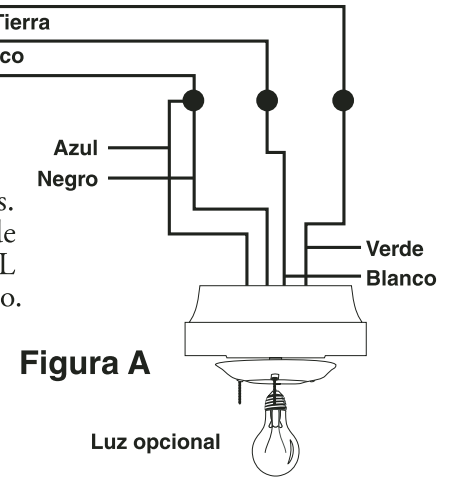 Tierra
co
Azul
Negro
s.
le
L
o.
Verde
Blanco
Figura A
Luz opcional